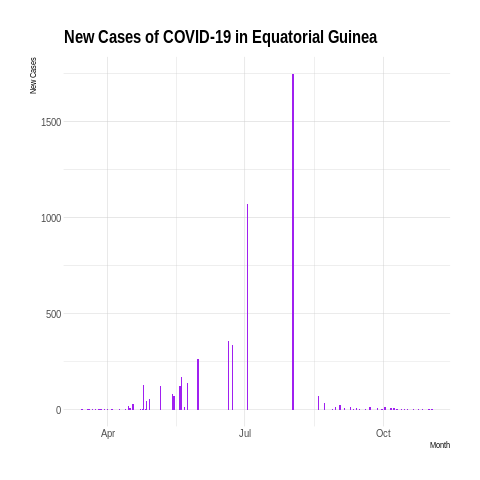 New Cases of COVID-19 in Equatorial Guinea
New Cases
1500
1000
500
0
Apr
Jul
Oct
Month